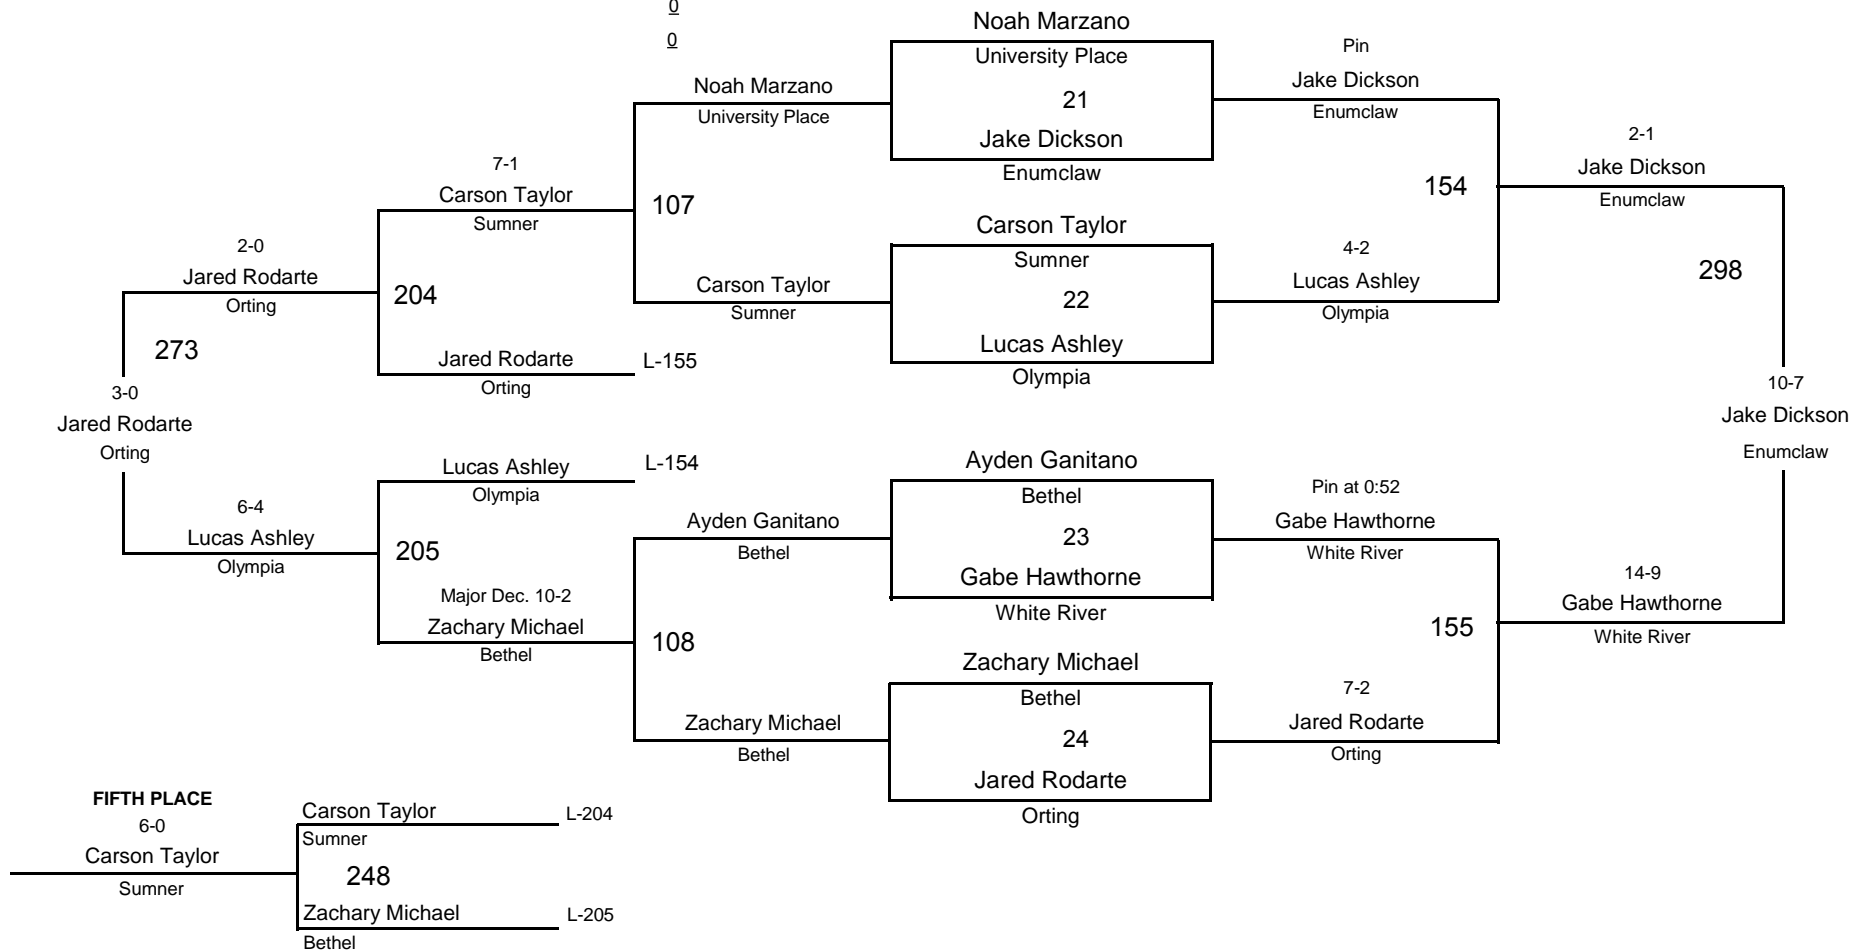 0
0
Noah Marzano
University Place
21
Jake Dickson
Enumclaw
Pin
Jake Dickson
Enumclaw
Noah Marzano
University Place
2-1
Jake Dickson
Enumclaw
7-1
Carson Taylor
Sumner
107
154
Carson Taylor
Sumner
22
Lucas Ashley
Olympia
4-2
Lucas Ashley
Olympia
2-0
Jared Rodarte
Orting
204
Carson Taylor
Sumner
298
273
Jared Rodarte
Orting
L-155
3-0
Jared Rodarte
Orting
10-7
Jake Dickson
Enumclaw
Lucas Ashley
Olympia
L-154
Ayden Ganitano
Bethel
23
Gabe Hawthorne
White River
Pin at 0:52
Gabe Hawthorne
White River
6-4
Lucas Ashley
Olympia
205
Ayden Ganitano
Bethel
Major Dec. 10-2
Zachary Michael
Bethel
108
155
14-9
Gabe Hawthorne
White River
Zachary Michael
Bethel
24
Jared Rodarte
Orting
7-2
Jared Rodarte
Orting
Zachary Michael
Bethel
FIFTH PLACE
6-0
Carson Taylor
Sumner
Carson Taylor
Sumner
L-204
248
Zachary Michael
Bethel
L-205